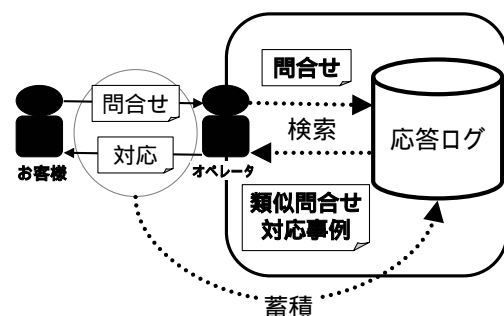 問合せ
問合せ
検索
応答ログ
対応
お客様
オペレータ
類似問合せ
対応事例
蓄積